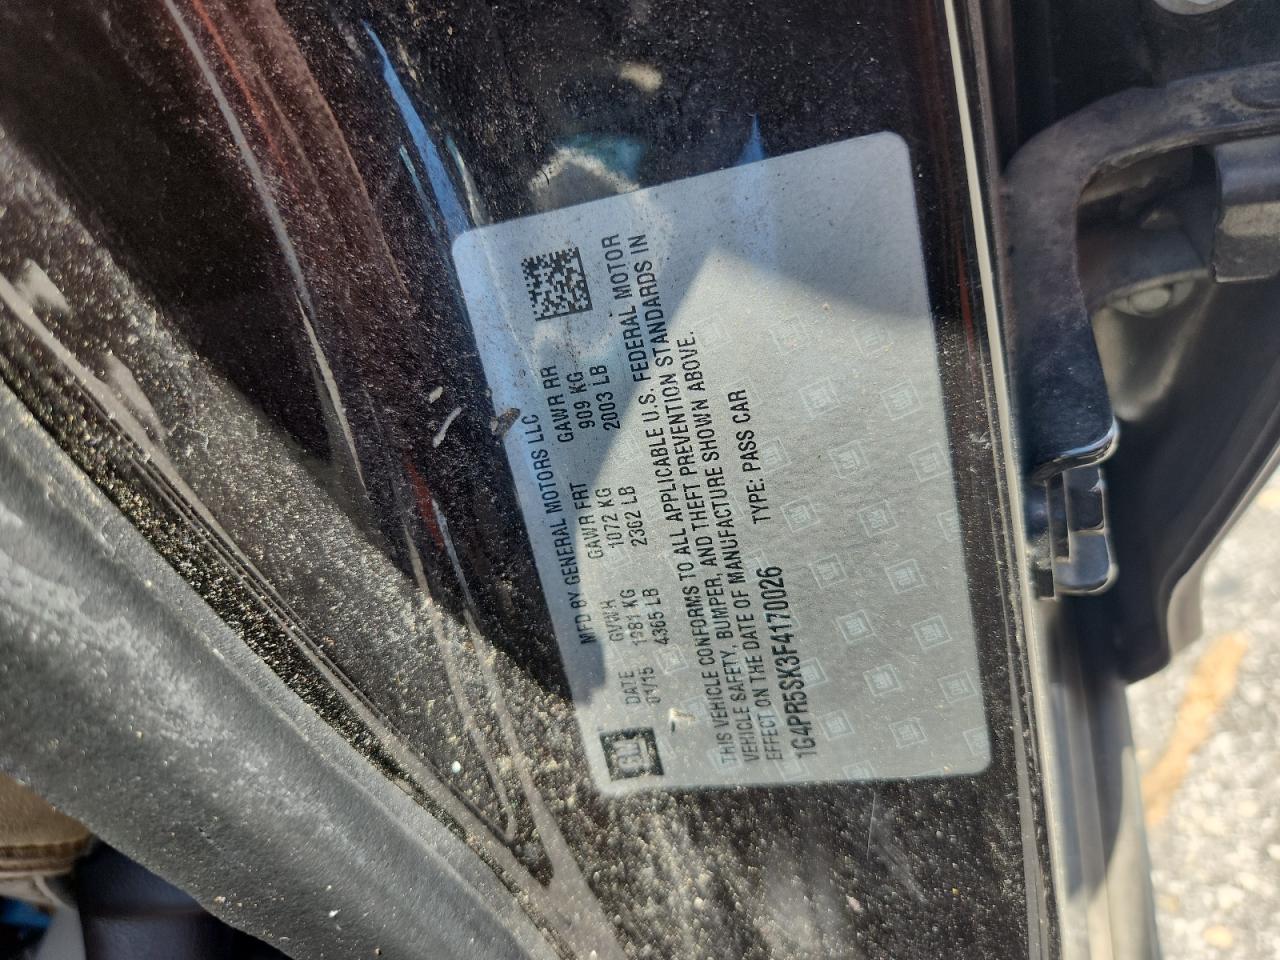 MFD BY GENERAL MOTORS LLC
DATE GVWR GAWR FRT GAWR RR
01/15 1981 KG 1072 KG 909 KG
4365 LB 2362 LB 2003 LB
THIS VEHICLE CONFORMS TO ALL APPLICABLE U.S. FEDERAL MOTOR
VEHICLE SAFETY, BUMPER, AND THEFT PREVENTION STANDARDS IN
EFFECT ON THE DATE OF MANUFACTURE SHOWN ABOVE.
1G4PR5SK3F4170026 TYPE: PASS CAR
GM